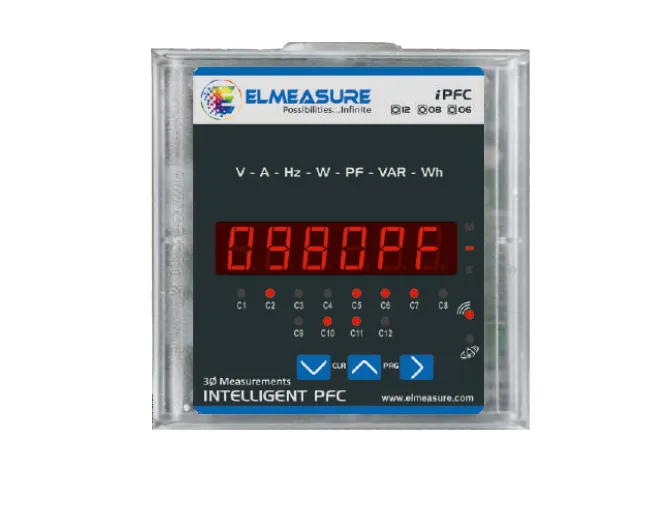 ELMEASURE
Possibilities...Infinite
iPFC
12 08 06
V - A - Hz - W - PF - VAR - Wh
0980PF
M
K
C1 C2 C3 C4 C5 C6 C7 C8
C9 C10 C11 C12
CLR PRG
3Ø Measurements
INTELLIGENT PFC
www.elmeasure.com